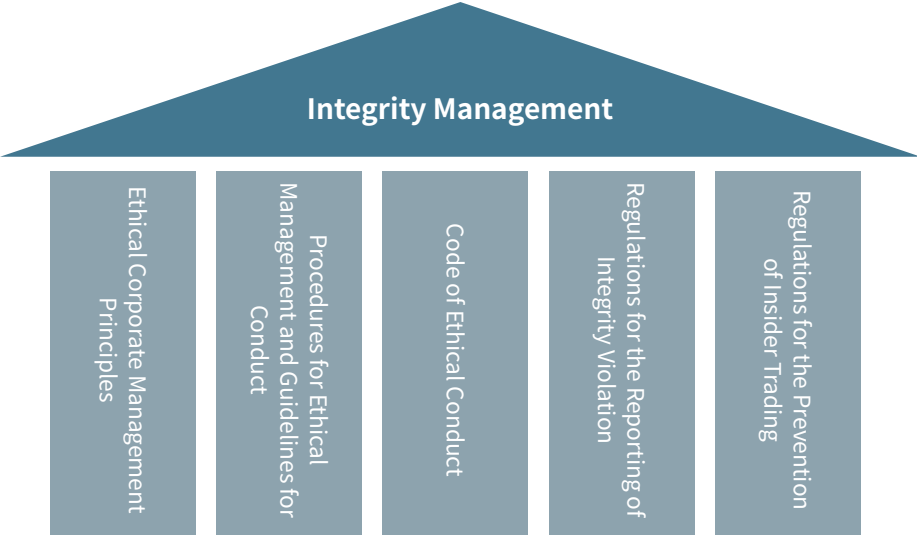 Integrity Management
Ethical Corporate Management
Principles
Procedures for Ethical
Management and Guidelines for
Conduct
Code of Ethical Conduct
Regulations for the Reporting of
Integrity Violation
Regulations for the Prevention
of Insider Trading